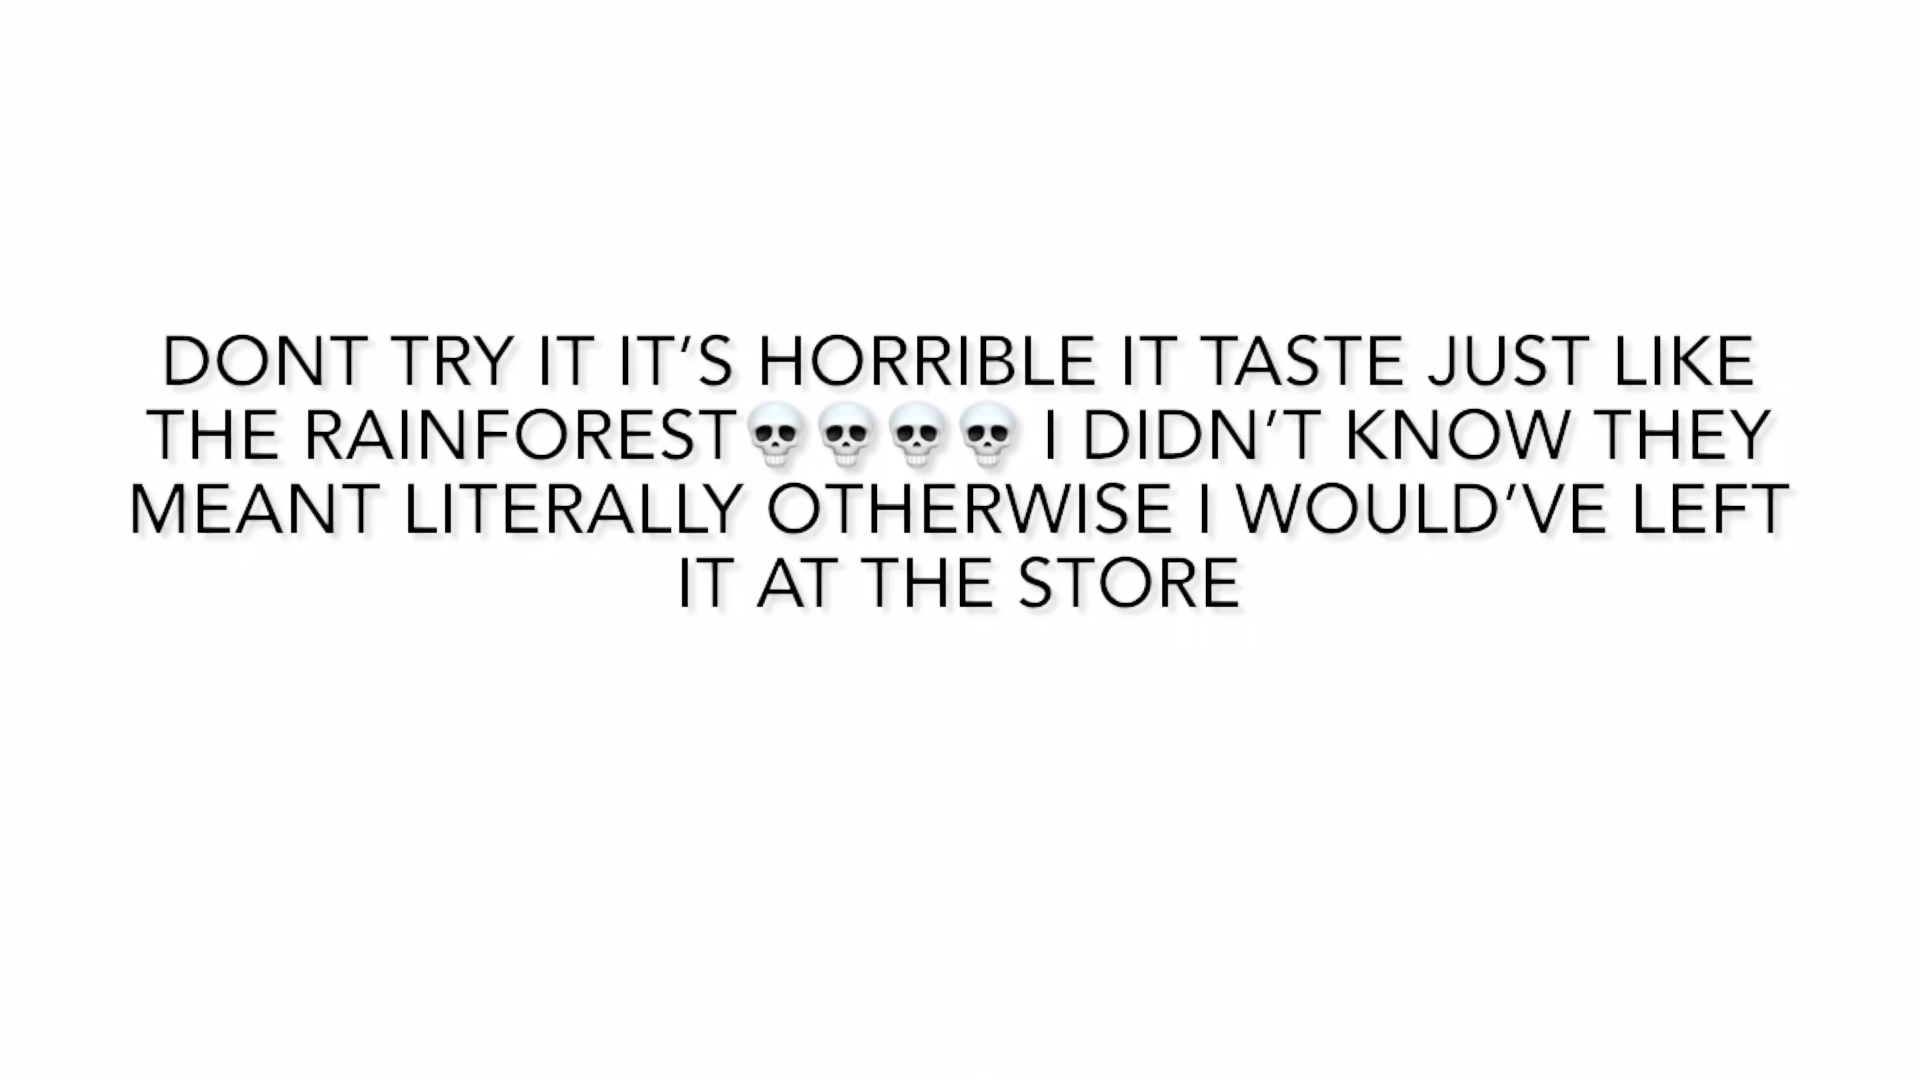 DONT TRY IT IT’S HORRIBLE IT TASTE JUST LIKE
THE RAINFOREST💀💀💀💀 I DIDN’T KNOW THEY
MEANT LITERALLY OTHERWISE I WOULD’VE LEFT
IT AT THE STORE